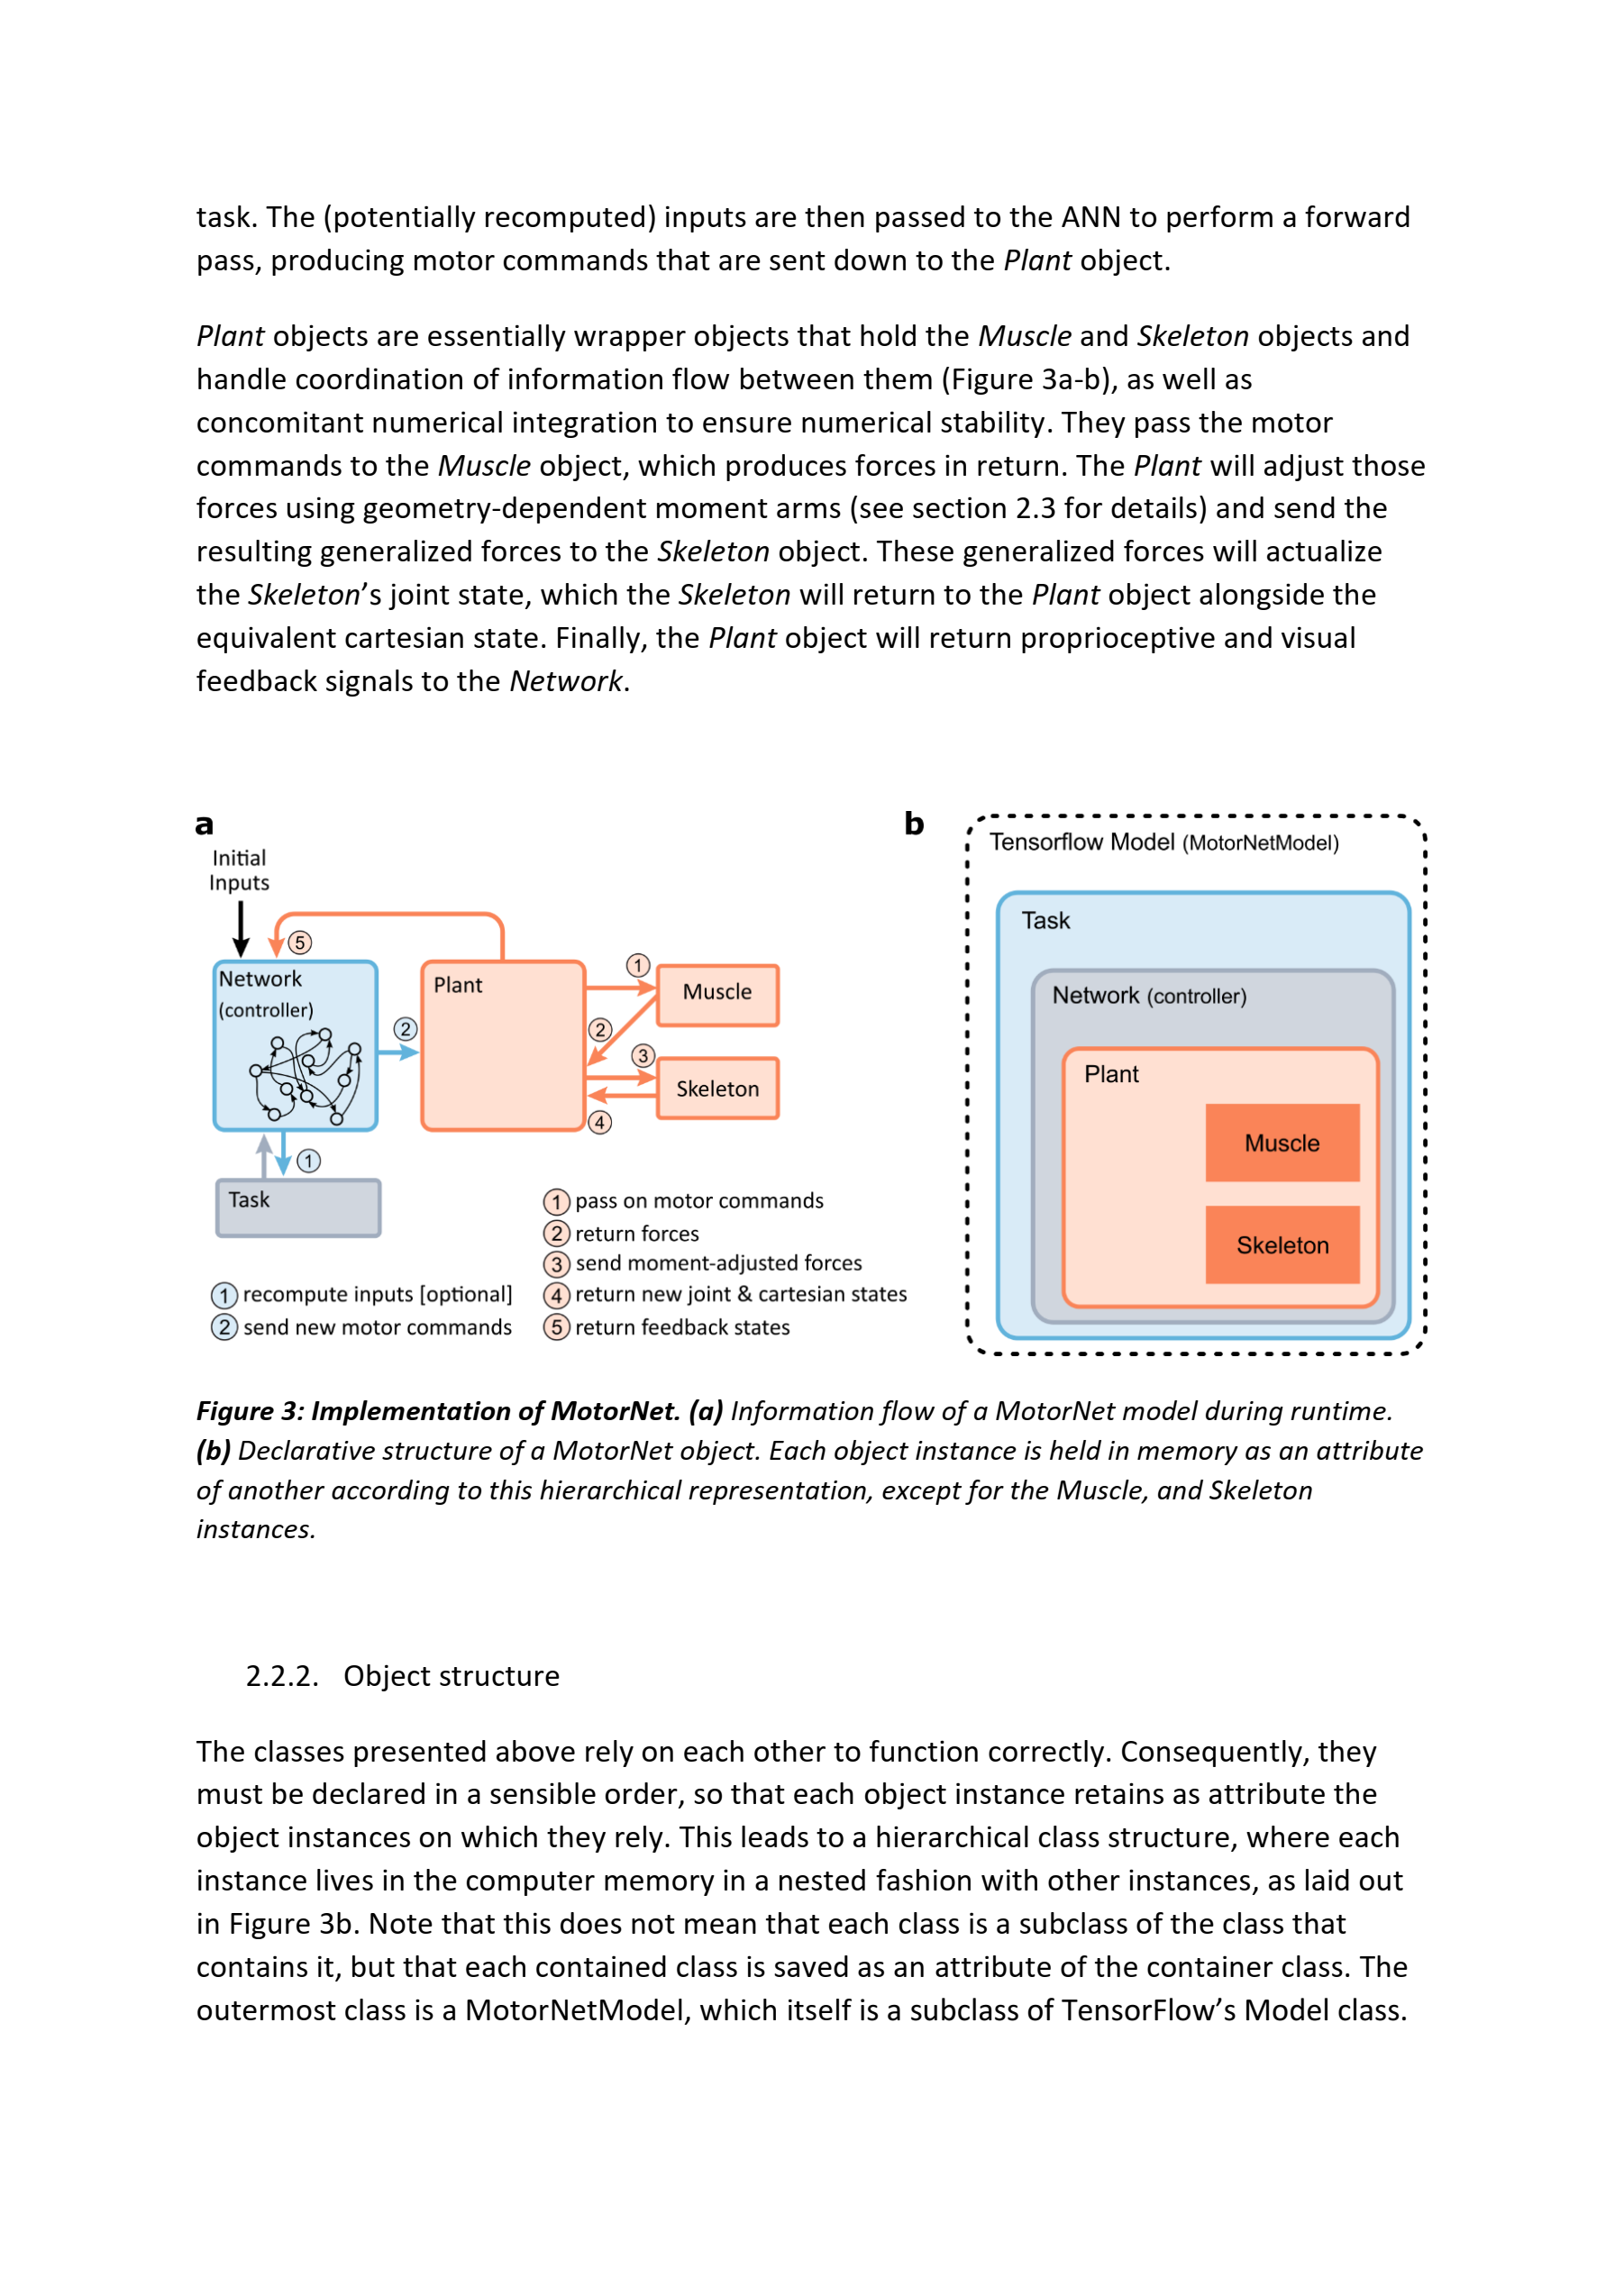 task. The (potentially recomputed) inputs are then passed to the ANN to perform a forward
pass, producing motor commands that are sent down to the Plant object.
Plant objects are essentially wrapper objects that hold the Muscle and Skeleton objects and
handle coordination of information flow between them (Figure 3a-b), as well as
concomitant numerical integration to ensure numerical stability. They pass the motor
commands to the Muscle object, which produces forces in return. The Plant will adjust those
forces using geometry-dependent moment arms (see section 2.3 for details) and send the
resulting generalized forces to the Skeleton object. These generalized forces will actualize
the Skeleton’s joint state, which the Skeleton will return to the Plant object alongside the
equivalent cartesian state. Finally, the Plant object will return proprioceptive and visual
feedback signals to the Network.
a
Initial
Inputs
5
Network
(controller)
2
Plant
1
Muscle
2
3
Skeleton
4
1
Task
1 recompute inputs [optional]
2 send new motor commands
1 pass on motor commands
2 return forces
3 send moment-adjusted forces
4 return new joint & cartesian states
5 return feedback states
b
Tensorflow Model (MotorNetModel)
Task
Network (controller)
Plant
Muscle
Skeleton
Figure 3: Implementation of MotorNet. (a) Information flow of a MotorNet model during runtime.
(b) Declarative structure of a MotorNet object. Each object instance is held in memory as an attribute
of another according to this hierarchical representation, except for the Muscle, and Skeleton
instances.
2.2.2. Object structure
The classes presented above rely on each other to function correctly. Consequently, they
must be declared in a sensible order, so that each object instance retains as attribute the
object instances on which they rely. This leads to a hierarchical class structure, where each
instance lives in the computer memory in a nested fashion with other instances, as laid out
in Figure 3b. Note that this does not mean that each class is a subclass of the class that
contains it, but that each contained class is saved as an attribute of the container class. The
outermost class is a MotorNetModel, which itself is a subclass of TensorFlow’s Model class.